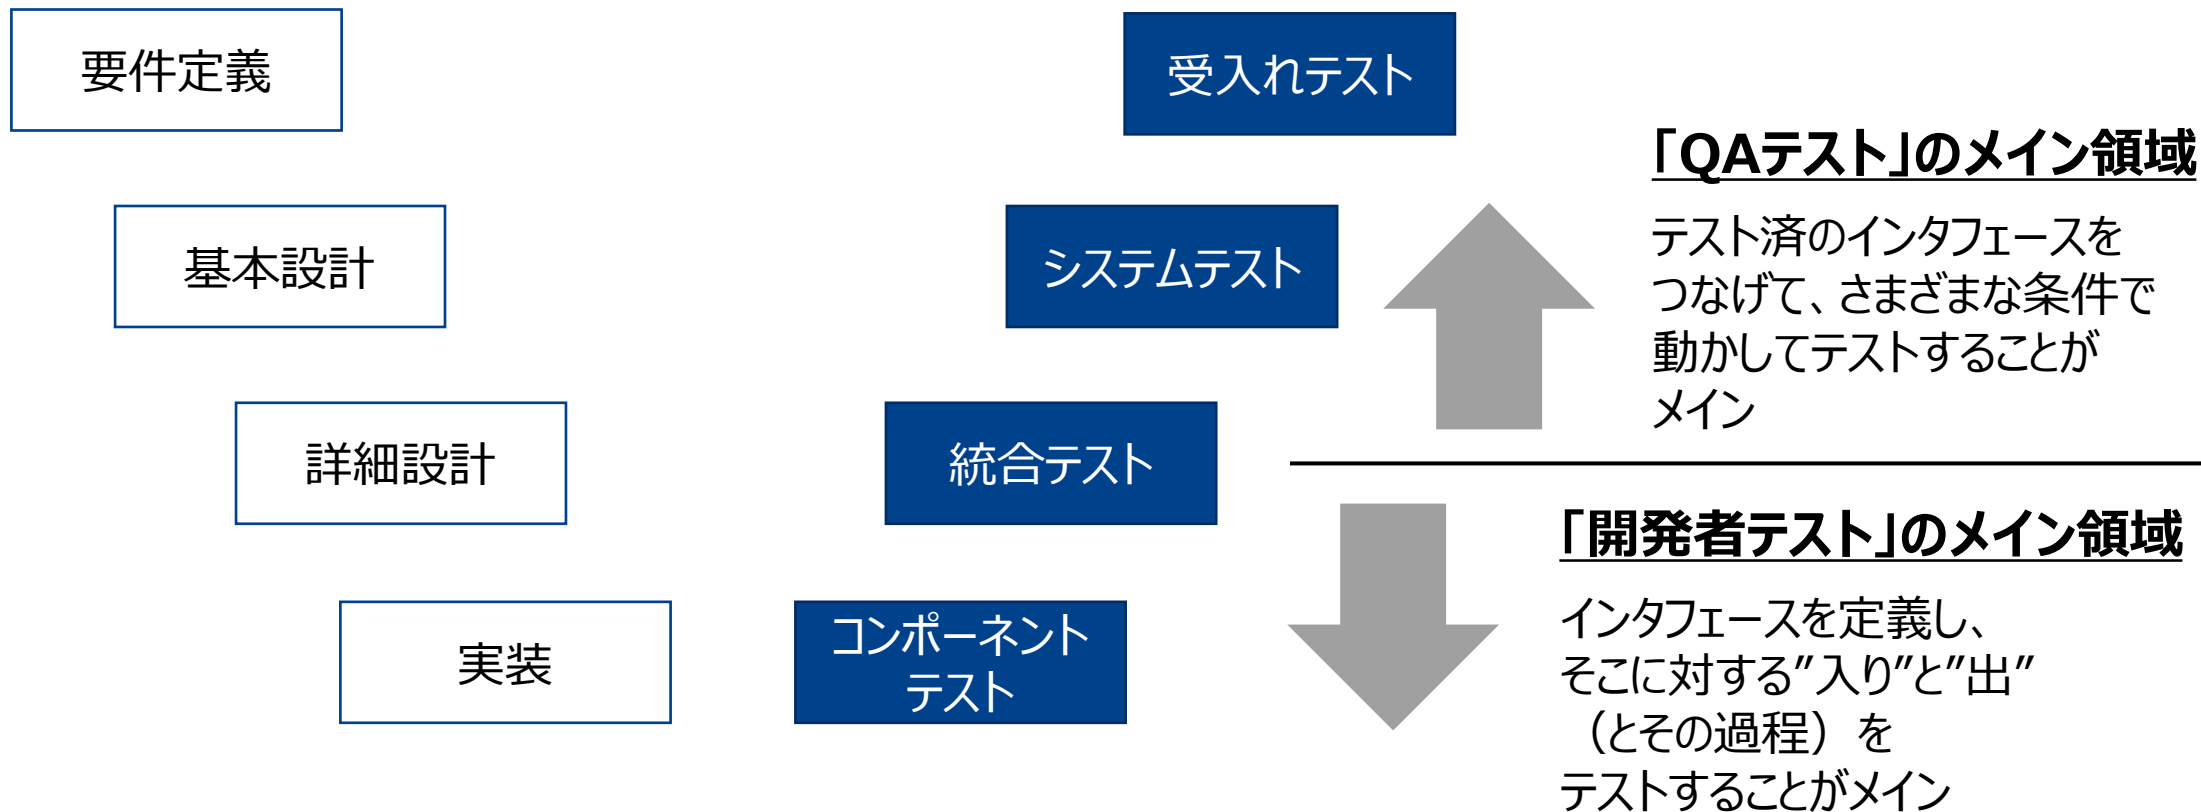 要件定義
受入れテスト
「QAテスト」のメイン領域
基本設計
システムテスト
テスト済のインタフェースを
つなげて、さまざまな条件で
動かしてテストすることが
メイン
詳細設計
統合テスト
「開発者テスト」のメイン領域
実装
コンポーネント
テスト
インタフェースを定義し、
そこに対する”入り”と”出”
（とその過程）を
テストすることがメイン